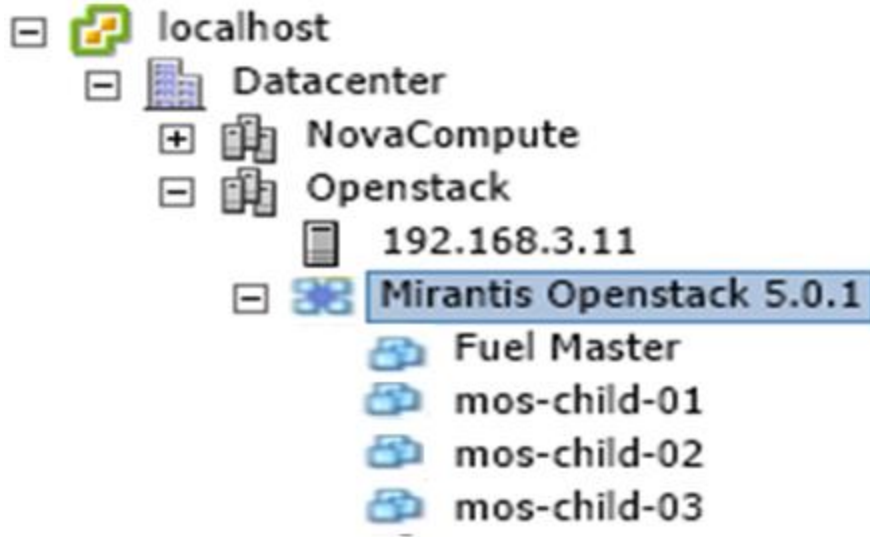 localhost
Datacenter
NovaCompute
Openstack
192.168.3.11
Mirantis Openstack 5.0.1
Fuel Master
mos-child-01
mos-child-02
mos-child-03